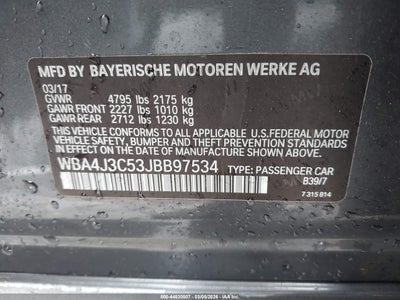 MFD BY BAYERISCHE MOTOREN WERKE AG
03/17
GVWR 4795 lbs 2175 kg
GAWR FRONT 2227 lbs 1010 kg
GAWR REAR 2712 lbs 1230 kg
THIS VEHICLE CONFORMS TO ALL APPLICABLE U.S.FEDERAL MOTOR
VEHICLE SAFETY, BUMPER, AND THEFT PREVENTION STANDARDS
IN EFFECT ON THE DATE OF MANUFACTURE SHOWN ABOVE.
WBA4J3C53JBB97534 TYPE: PASSENGER CAR
B39/7
7 315 814